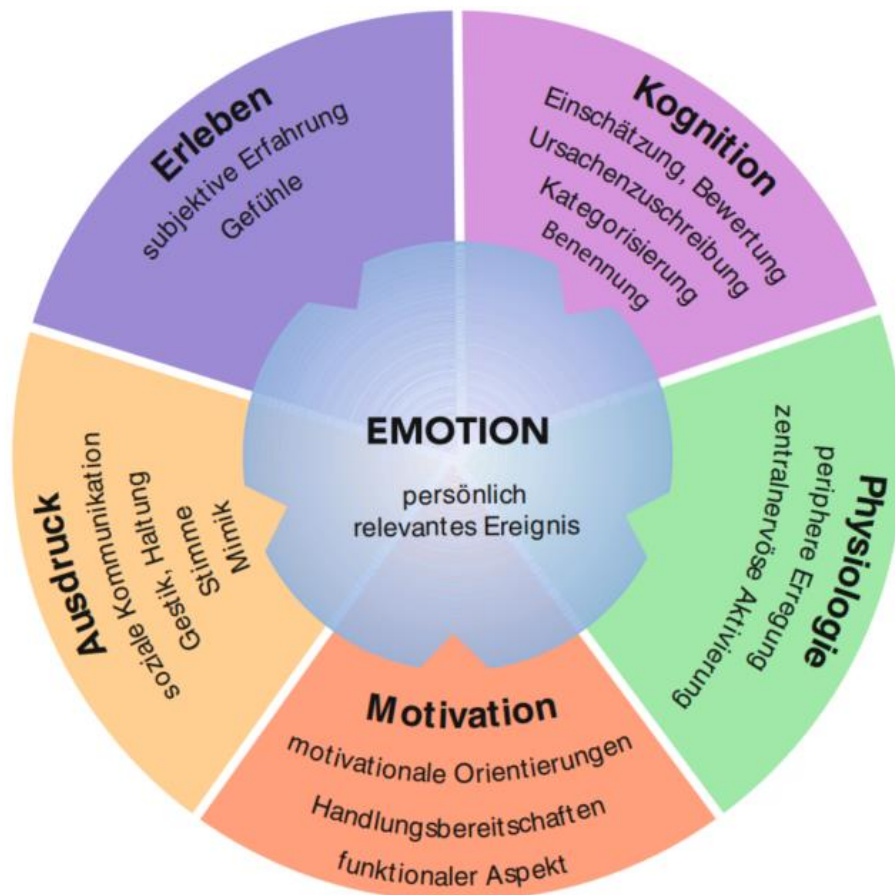 Erleben
subjektive Erfahrung
Gefühle
Kognition
Einschätzung, Bewertung
Ursachenzuschreibung
Kategorisierung
Benennung
Physiologie
periphere Erregung
zentralnervöse Aktivierung
Motivation
motivationale Orientierungen
Handlungsbereitschaften
funktionaler Aspekt
Ausdruck
soziale Kommunikation
Gestik, Haltung
Stimme
Mimik
EMOTION
persönlich
relevantes Ereignis